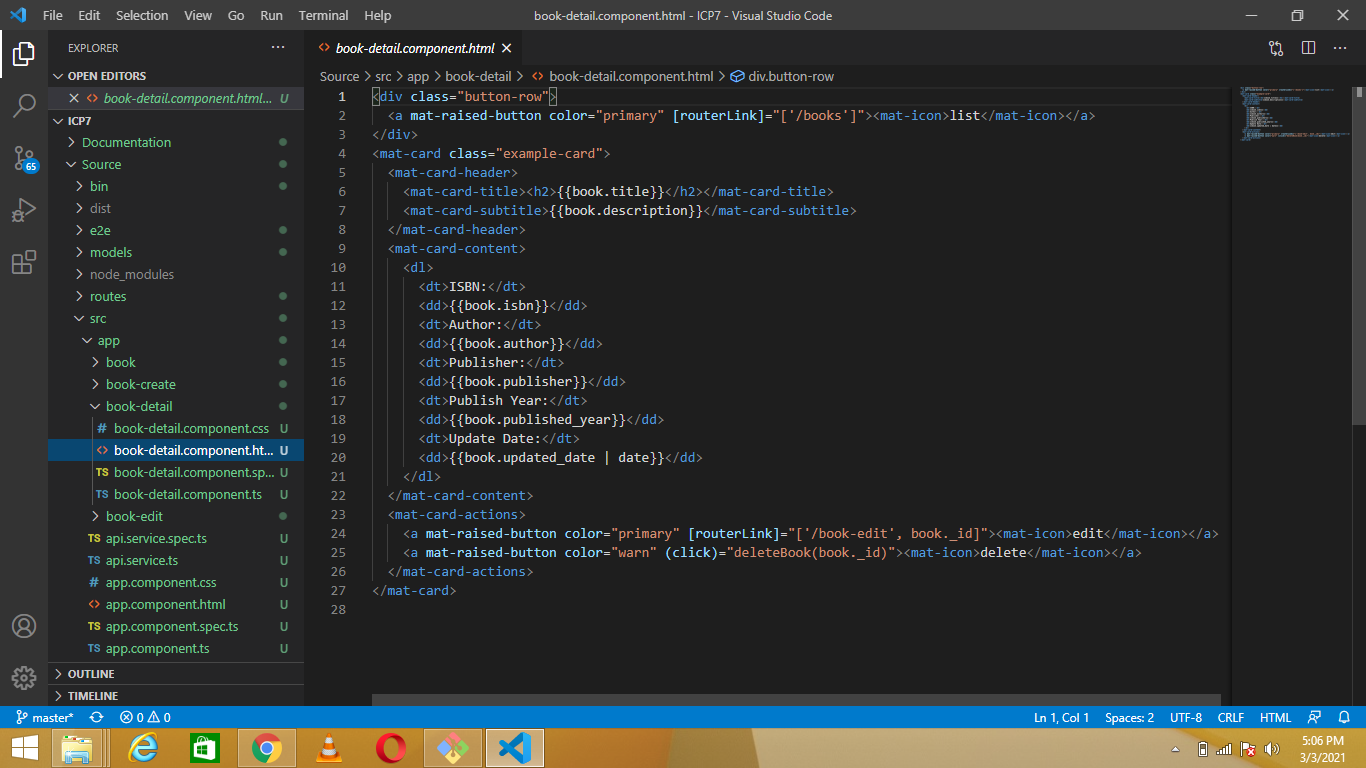 File Edit Selection View Go Run Terminal Help
book-detail.component.html - ICP7 - Visual Studio Code
EXPLORER
OPEN EDITORS
book-detail.component.html... U
ICP7
Documentation
Source
bin
dist
e2e
models
node_modules
routes
src
app
book
book-create
book-detail
book-detail.component.css U
book-detail.component.ht... U
book-detail.component.sp... U
book-detail.component.ts U
book-edit
api.service.spec.ts U
api.service.ts U
app.component.css U
app.component.html U
app.component.spec.ts U
app.component.ts U
OUTLINE
TIMELINE
65
book-detail.component.html
Source > src > app > book-detail > book-detail.component.html > div.button-row
1 <div class="button-row">
2 <a mat-raised-button color="primary" [routerLink]="['/books']"><mat-icon>list</mat-icon></a>
3 </div>
4 <mat-card class="example-card">
5 <mat-card-header>
6 <mat-card-title><h2>{{book.title}}</h2></mat-card-title>
7 <mat-card-subtitle>{{book.description}}</mat-card-subtitle>
8 </mat-card-header>
9 <mat-card-content>
10 <dl>
11 <dt>ISBN:</dt>
12 <dd>{{book.isbn}}</dd>
13 <dt>Author:</dt>
14 <dd>{{book.author}}</dd>
15 <dt>Publisher:</dt>
16 <dd>{{book.publisher}}</dd>
17 <dt>Publish Year:</dt>
18 <dd>{{book.published_year}}</dd>
19 <dt>Update Date:</dt>
20 <dd>{{book.updated_date | date}}</dd>
21 </dl>
22 </mat-card-content>
23 <mat-card-actions>
24 <a mat-raised-button color="primary" [routerLink]="['/book-edit', book._id]"><mat-icon>edit</mat-icon></a>
25 <a mat-raised-button color="warn" (click)="deleteBook(book._id)"><mat-icon>delete</mat-icon></a>
26 </mat-card-actions>
27 </mat-card>
28
master* 0 0
Ln 1, Col 1 Spaces: 2 UTF-8 CRLF HTML
5:06 PM
3/3/2021